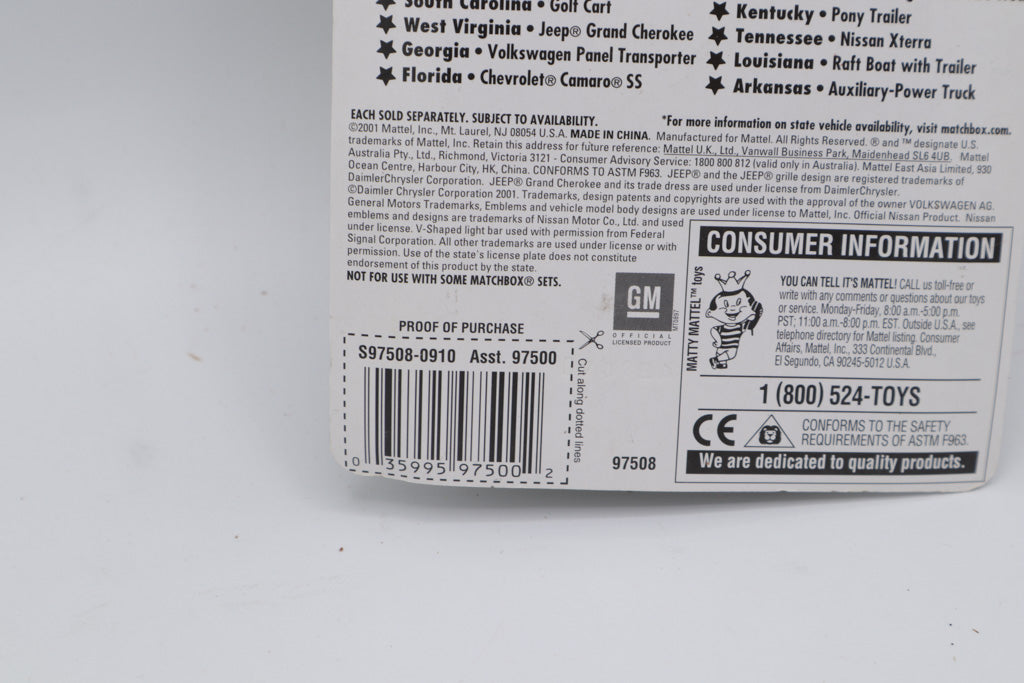 South Carolina • Golf Cart
★ West Virginia • Jeep® Grand Cherokee
★ Georgia • Volkswagen Panel Transporter
★ Florida • Chevrolet® Camaro® SS
★ Kentucky • Pony Trailer
★ Tennessee • Nissan Xterra
★ Louisiana • Raft Boat with Trailer
★ Arkansas • Auxiliary-Power Truck
EACH SOLD SEPARATELY. SUBJECT TO AVAILABILITY.
*For more information on state vehicle availability, visit matchbox.com.
©2001 Mattel, Inc., Mt. Laurel, NJ 08054 U.S.A. MADE IN CHINA. Manufactured for Mattel. All Rights Reserved. ® and ™ designate U.S.
trademarks of Mattel, Inc. Retain this address for future reference: Mattel U.K., Ltd., Vanwall Business Park, Maidenhead SL6 4UB. Mattel
Australia Pty., Ltd., Richmond, Victoria 3121 - Consumer Advisory Service: 1800 800 812 (valid only in Australia). Mattel East Asia Limited, 930
Ocean Centre, Harbour City, HK, China. CONFORMS TO ASTM F963. JEEP® and the JEEP® grille design are registered trademarks of
DaimlerChrysler Corporation. JEEP® Grand Cherokee and its trade dress are used under license from DaimlerChrysler.
©Daimler Chrysler Corporation 2001. Trademarks, design patents and copyrights are used with the approval of the owner VOLKSWAGEN AG.
General Motors Trademarks, Emblems and vehicle model body designs are used under license to Mattel, Inc. Official Nissan Product. Nissan
emblems and designs are trademarks of Nissan Motor Co., Ltd. and used
under license. V-Shaped light bar used with permission from Federal
Signal Corporation. All other trademarks are used under license or with
permission. Use of the state's license plate does not constitute
endorsement of this product by the state.
NOT FOR USE WITH SOME MATCHBOX® SETS.
GM
OFFICIAL
LICENSED PRODUCT
PROOF OF PURCHASE
S97508-0910 Asst. 97500
0 35995 97500 2
Cut along dotted lines
97508
CONSUMER INFORMATION
MATTY MATTEL™ toys
YOU CAN TELL IT'S MATTEL! CALL us toll-free or
write with any comments or questions about our toys
or service. Monday-Friday, 8:00 a.m.-5:00 p.m.
PST; 11:00 a.m.-8:00 p.m. EST. Outside U.S.A., see
telephone directory for Mattel listing. Consumer
Affairs, Mattel, Inc., 333 Continental Blvd.,
El Segundo, CA 90245-5012 U.S.A.
1 (800) 524-TOYS
CE
CONFORMS TO THE SAFETY
REQUIREMENTS OF ASTM F963.
We are dedicated to quality products.